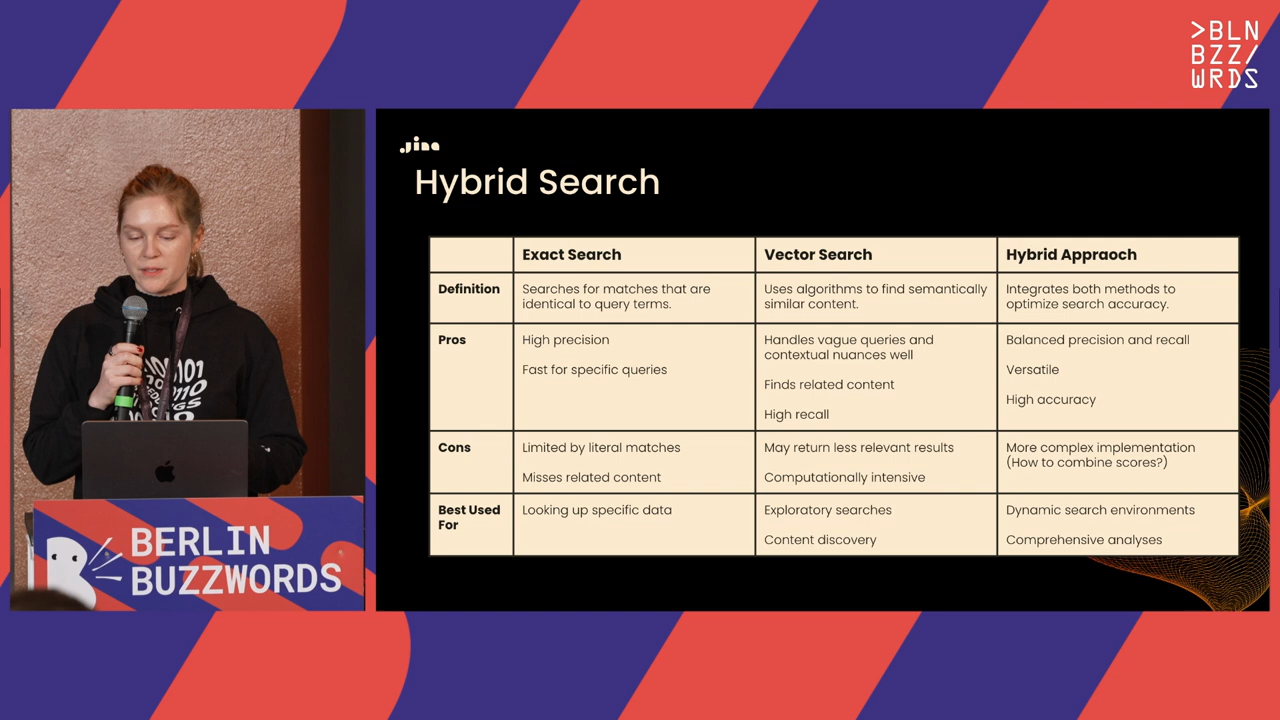 >BLN
BZZ/
WRDS
Jina
Hybrid Search
Exact Search
Vector Search
Hybrid Appraoch
Definition
Searches for matches that are
identical to query terms.
Uses algorithms to find semantically
similar content.
Integrates both methods to
optimize search accuracy.
Pros
High precision
Fast for specific queries
Handles vague queries and
contextual nuances well
Finds related content
High recall
Balanced precision and recall
Versatile
High accuracy
Cons
Limited by literal matches
Misses related content
May return less relevant results
Computationally intensive
More complex implementation
(How to combine scores?)
Best Used
For
Looking up specific data
Exploratory searches
Content discovery
Dynamic search environments
Comprehensive analyses
BERLIN
BUZZWORDS